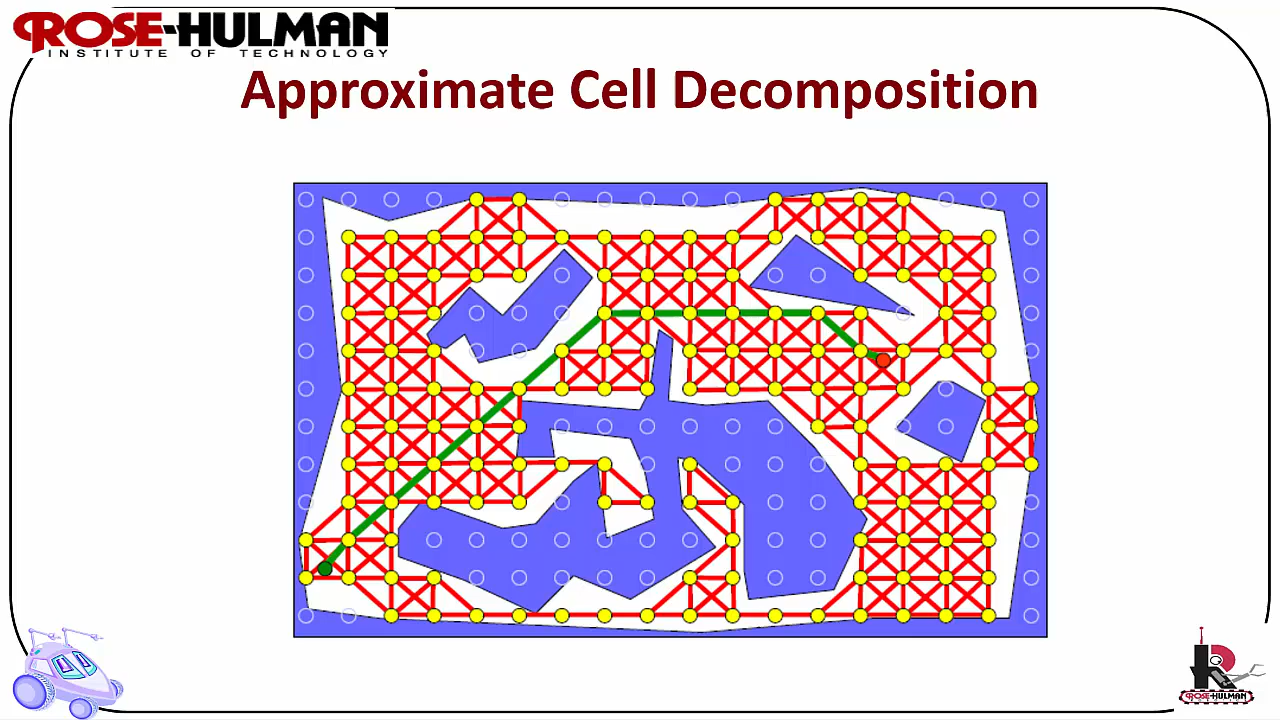 ROSE-HULMAN
INSTITUTE OF TECHNOLOGY
Approximate Cell Decomposition
R
ROSE-HULMAN